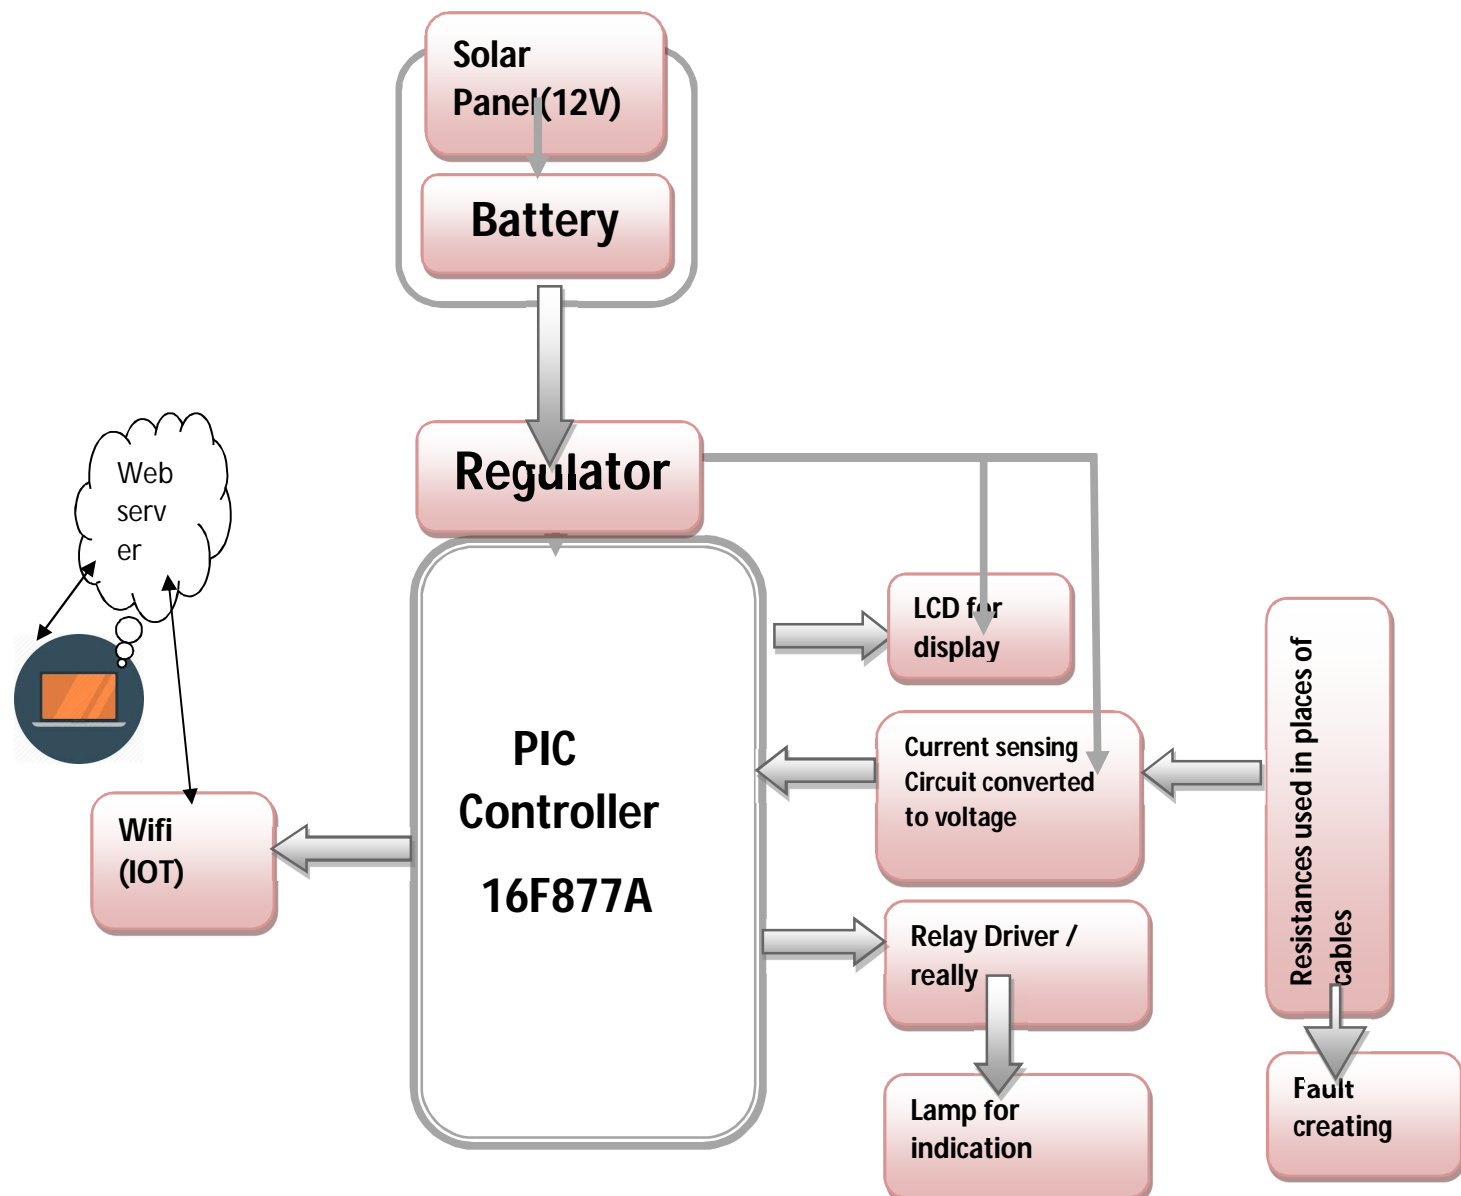 Solar
Panel(12V)
Battery
Regulator
Web
serv
er
LCD for
display
PIC
Controller
16F877A
Current sensing
Circuit converted
to voltage
Resistances used in places of
cables
Wifi
(IOT)
Relay Driver /
really
Lamp for
indication
Fault
creating